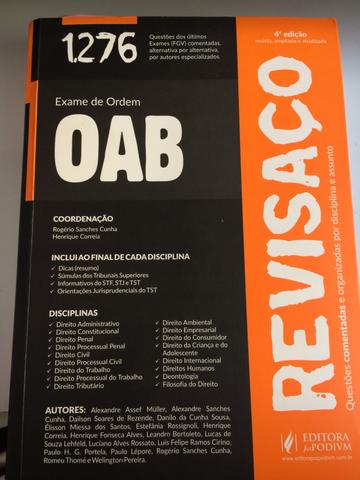 1.276
Questões dos últimos
Exames (FGV) comentadas,
alternativa por alternativa,
por autores especializados
4ª edição
revista, ampliada e atualizada
Exame de Ordem
OAB
COORDENAÇÃO
Rogério Sanches Cunha
Henrique Correia
INCLUI AO FINAL DE CADA DISCIPLINA
✓ Dicas (resumo)
✓ Súmulas dos Tribunais Superiores
✓ Informativos do STF, STJ e TST
✓ Orientações Jurisprudenciais do TST
DISCIPLINAS
✓ Direito Administrativo
✓ Direito Constitucional
✓ Direito Penal
✓ Direito Processual Penal
✓ Direito Civil
✓ Direito Processual Civil
✓ Direito do Trabalho
✓ Direito Processual do Trabalho
✓ Direito Tributário
✓ Direito Ambiental
✓ Direito Empresarial
✓ Direito do Consumidor
✓ Direito da Criança e do
Adolescente
✓ Direito Internacional
✓ Direitos Humanos
✓ Deontologia
✓ Filosofia do Direito
AUTORES: Alexandre Assef Müller, Alexandre Sanches
Cunha, Dailson Soares de Rezende, Danilo da Cunha Sousa,
Élisson Miessa dos Santos, Estefânia Rossignoli, Henrique
Correia, Henrique Fonseca Alves, Leandro Bortoleto, Lucas de
Souza Lehfeld, Luciano Alves Rossato, Luis Felipe Ramos Cirino,
Paulo H. G. Portela, Paulo Lépore, Rogério Sanches Cunha,
Romeu Thomé e Welington Pereira.
REVISAÇO
Questões comentadas e organizadas por disciplina e assunto
EDITORA
JusPODIVM
www.editorajuspodivm.com.br